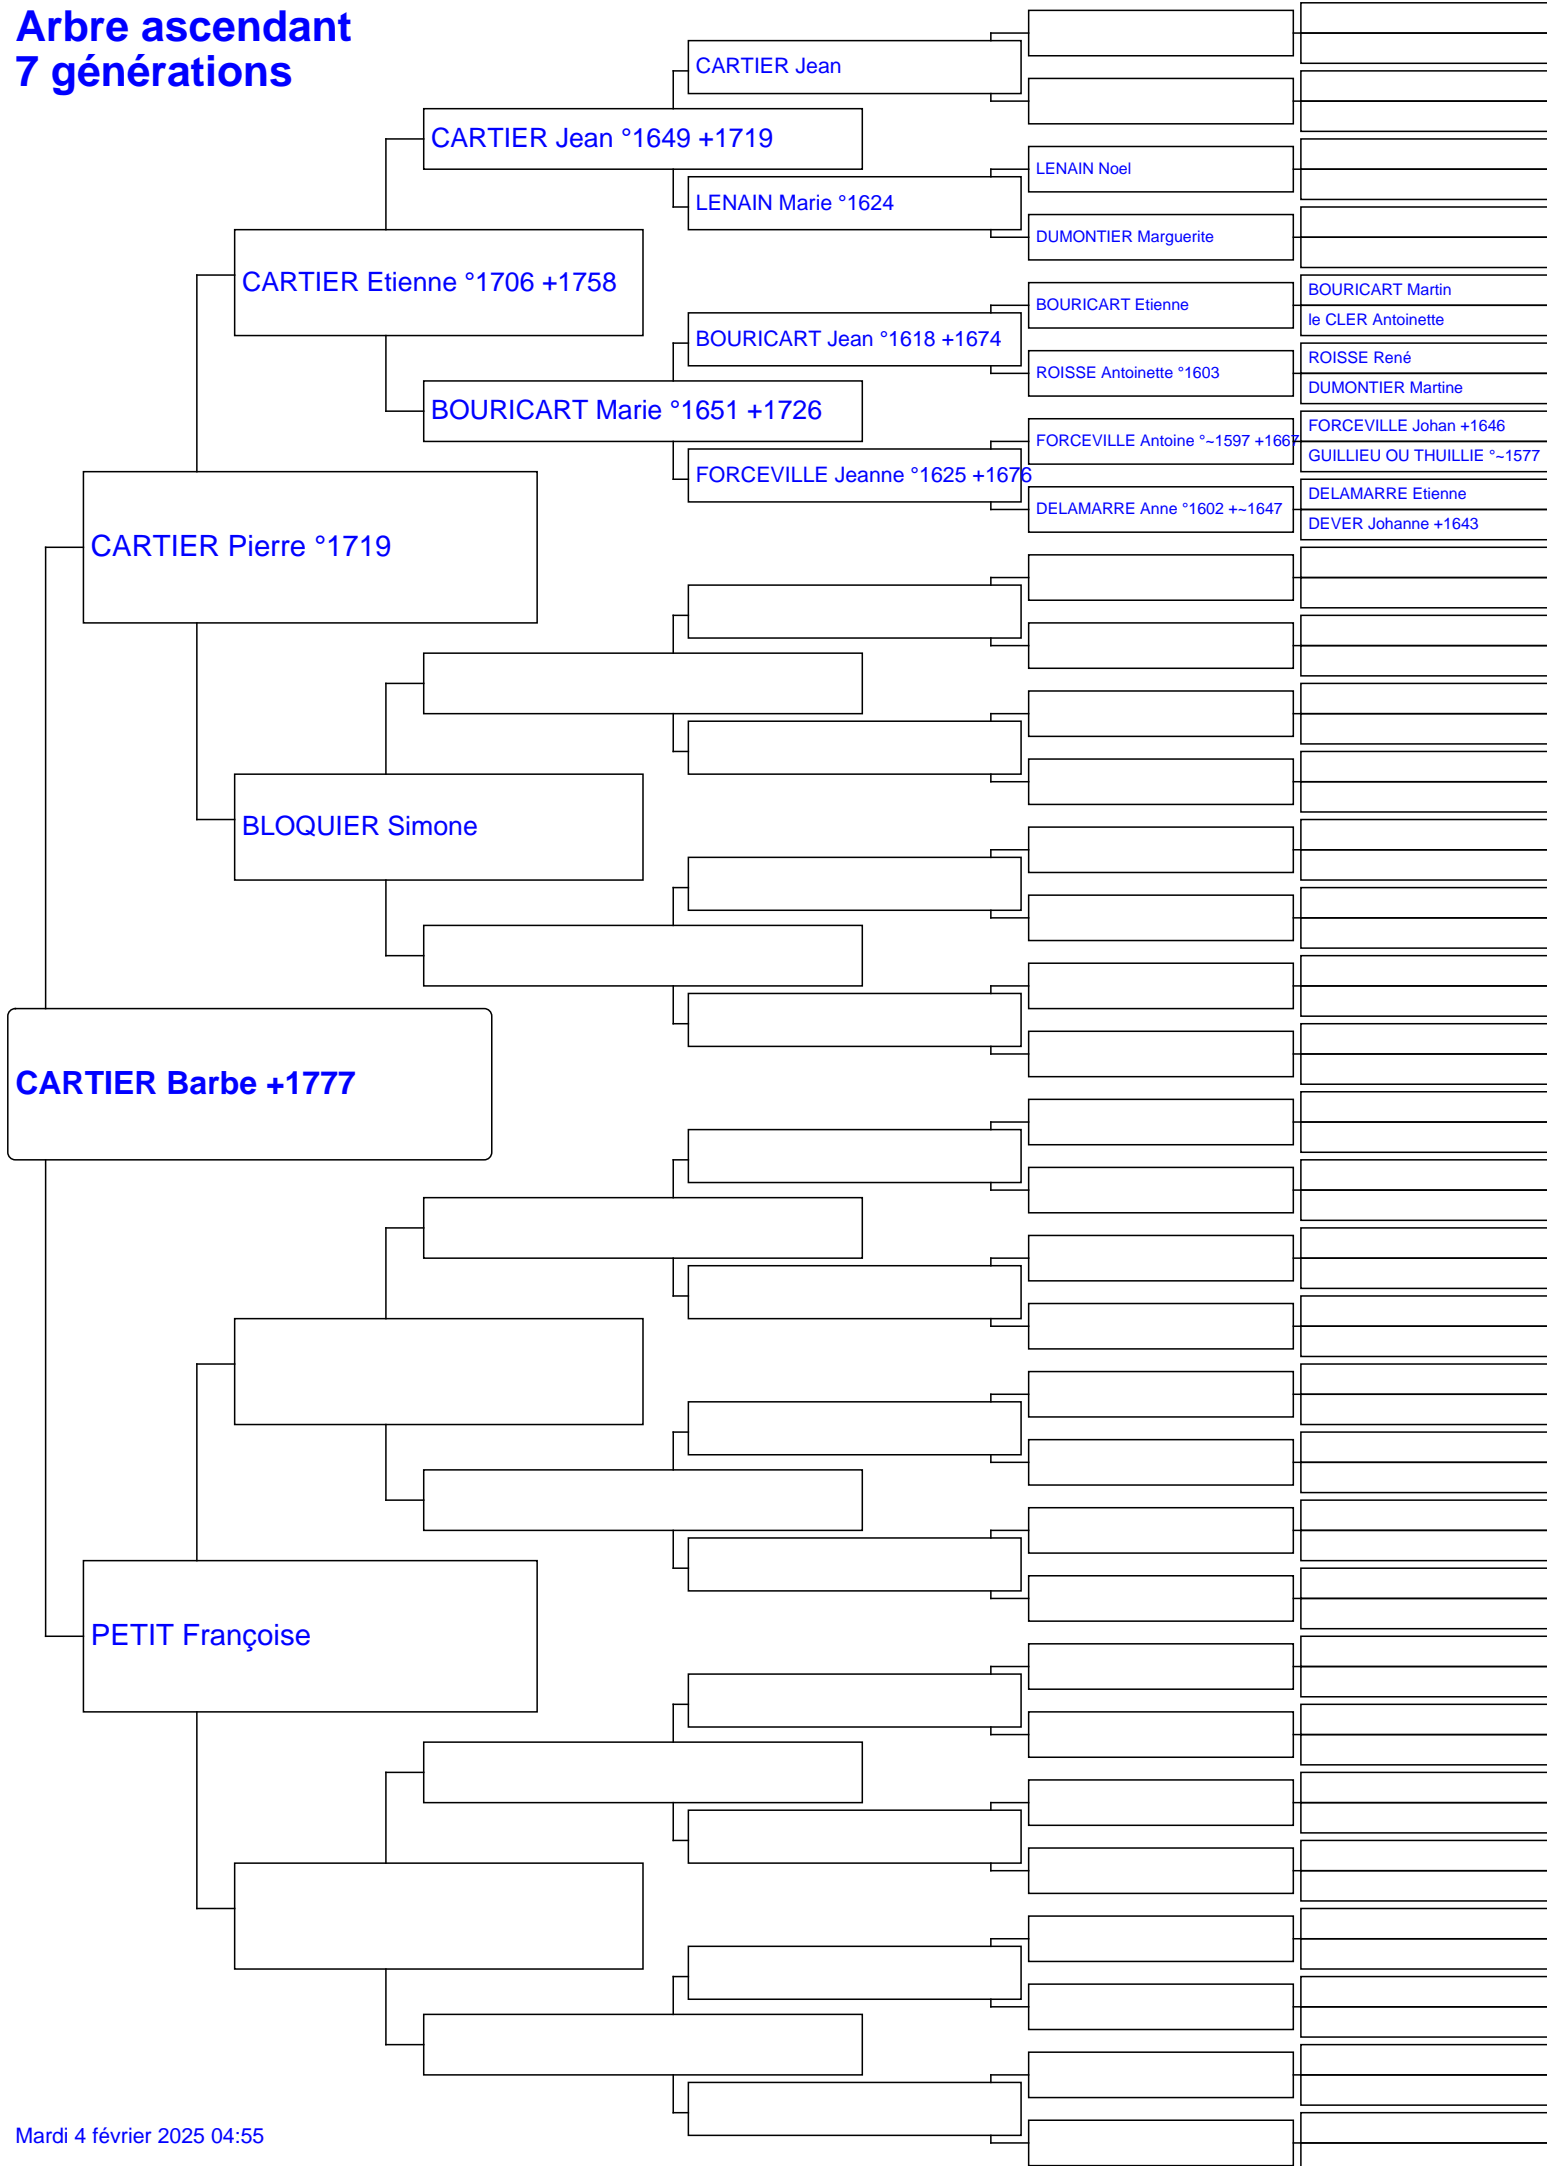 Arbre ascendant
7 générations
CARTIER Jean
CARTIER Jean °1649 +1719
LENAIN Noel
LENAIN Marie °1624
DUMONTIER Marguerite
CARTIER Etienne °1706 +1758
BOURICART Martin
BOURICART Etienne
le CLER Antoinette
BOURICART Jean °1618 +1674
ROISSE René
ROISSE Antoinette °1603
DUMONTIER Martine
BOURICART Marie °1651 +1726
FORCEVILLE Johan +1646
FORCEVILLE Antoine °~1597 +1667
GUILLIEU OU THUILLIE °~1577
FORCEVILLE Jeanne °1625 +1676
DELAMARRE Etienne
DELAMARRE Anne °1602 +~1647
DEVER Johanne +1643
CARTIER Pierre °1719
BLOQUIER Simone
CARTIER Barbe +1777
PETIT Françoise
Mardi 4 février 2025 04:55